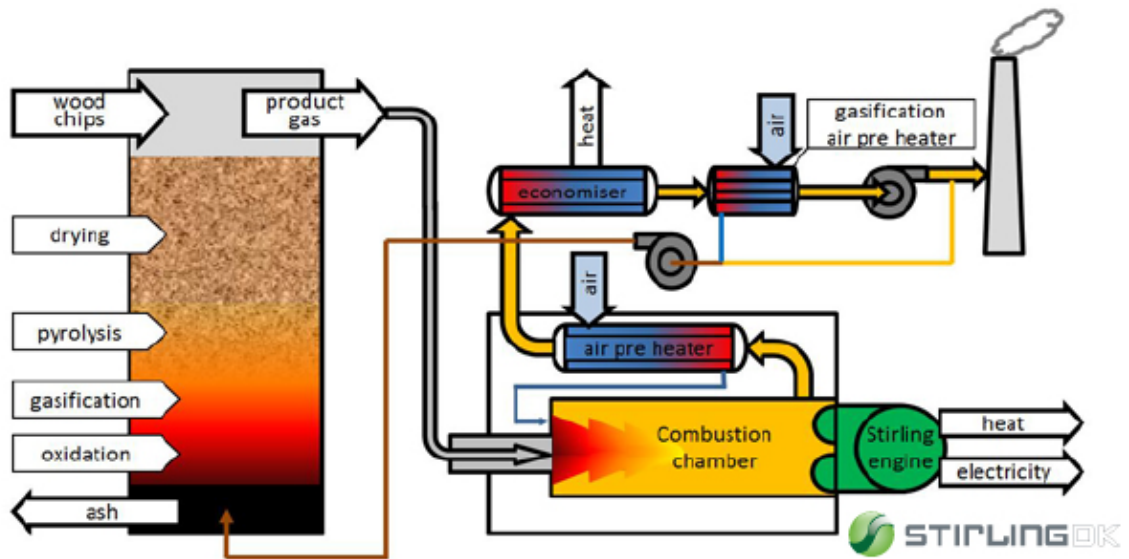 wood
chips
product
gas
drying
pyrolysis
gasification
oxidation
ash
heat
air
gasification
air pre heater
economiser
air
air pre heater
Combustion
chamber
Stirling
engine
heat
electricity
STIRLINGDK